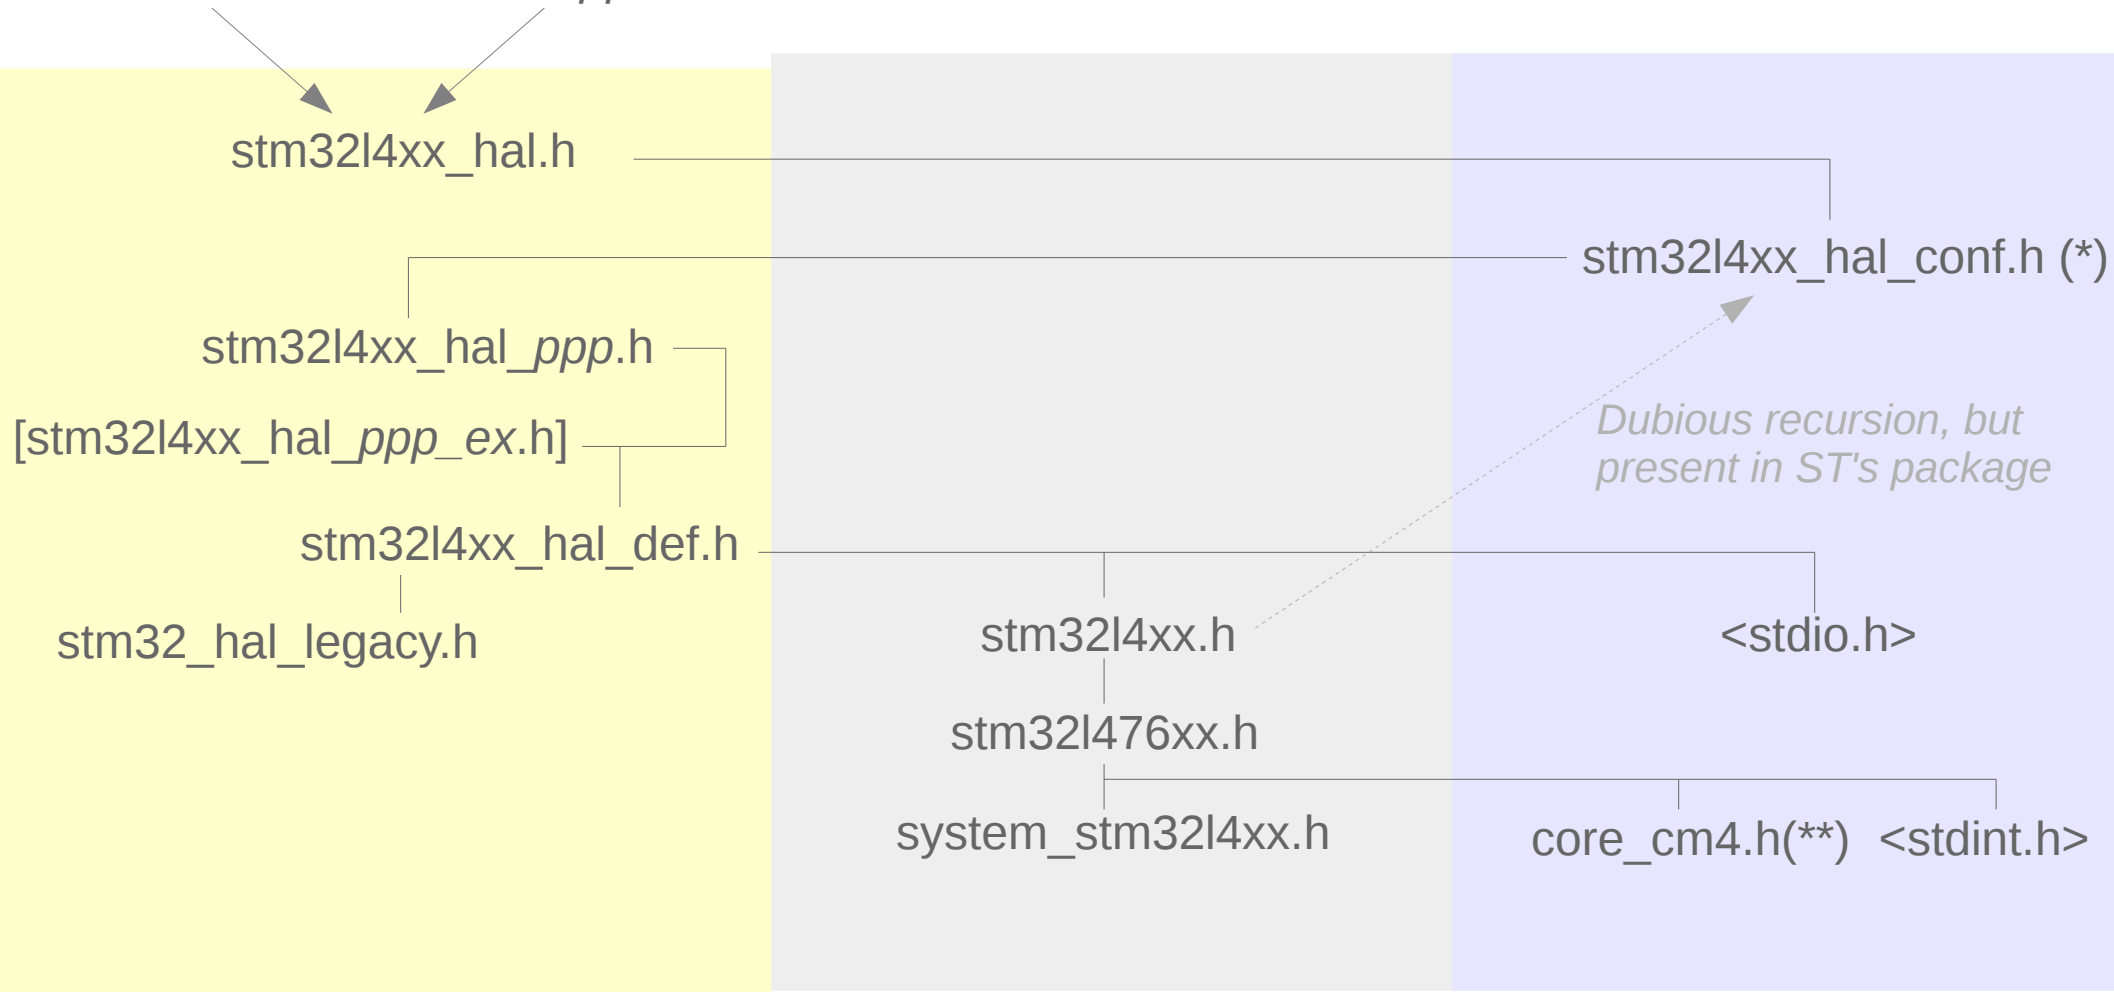 stm32l4xx_hal.h
stm32l4xx_hal_conf.h (*)
stm32l4xx_hal_ppp.h
[stm32l4xx_hal_ppp_ex.h]
Dubious recursion, but
present in ST's package
stm32l4xx_hal_def.h
stm32_hal_legacy.h
stm32l4xx.h
<stdio.h>
stm32l476xx.h
system_stm32l4xx.h
core_cm4.h(**)
<stdint.h>